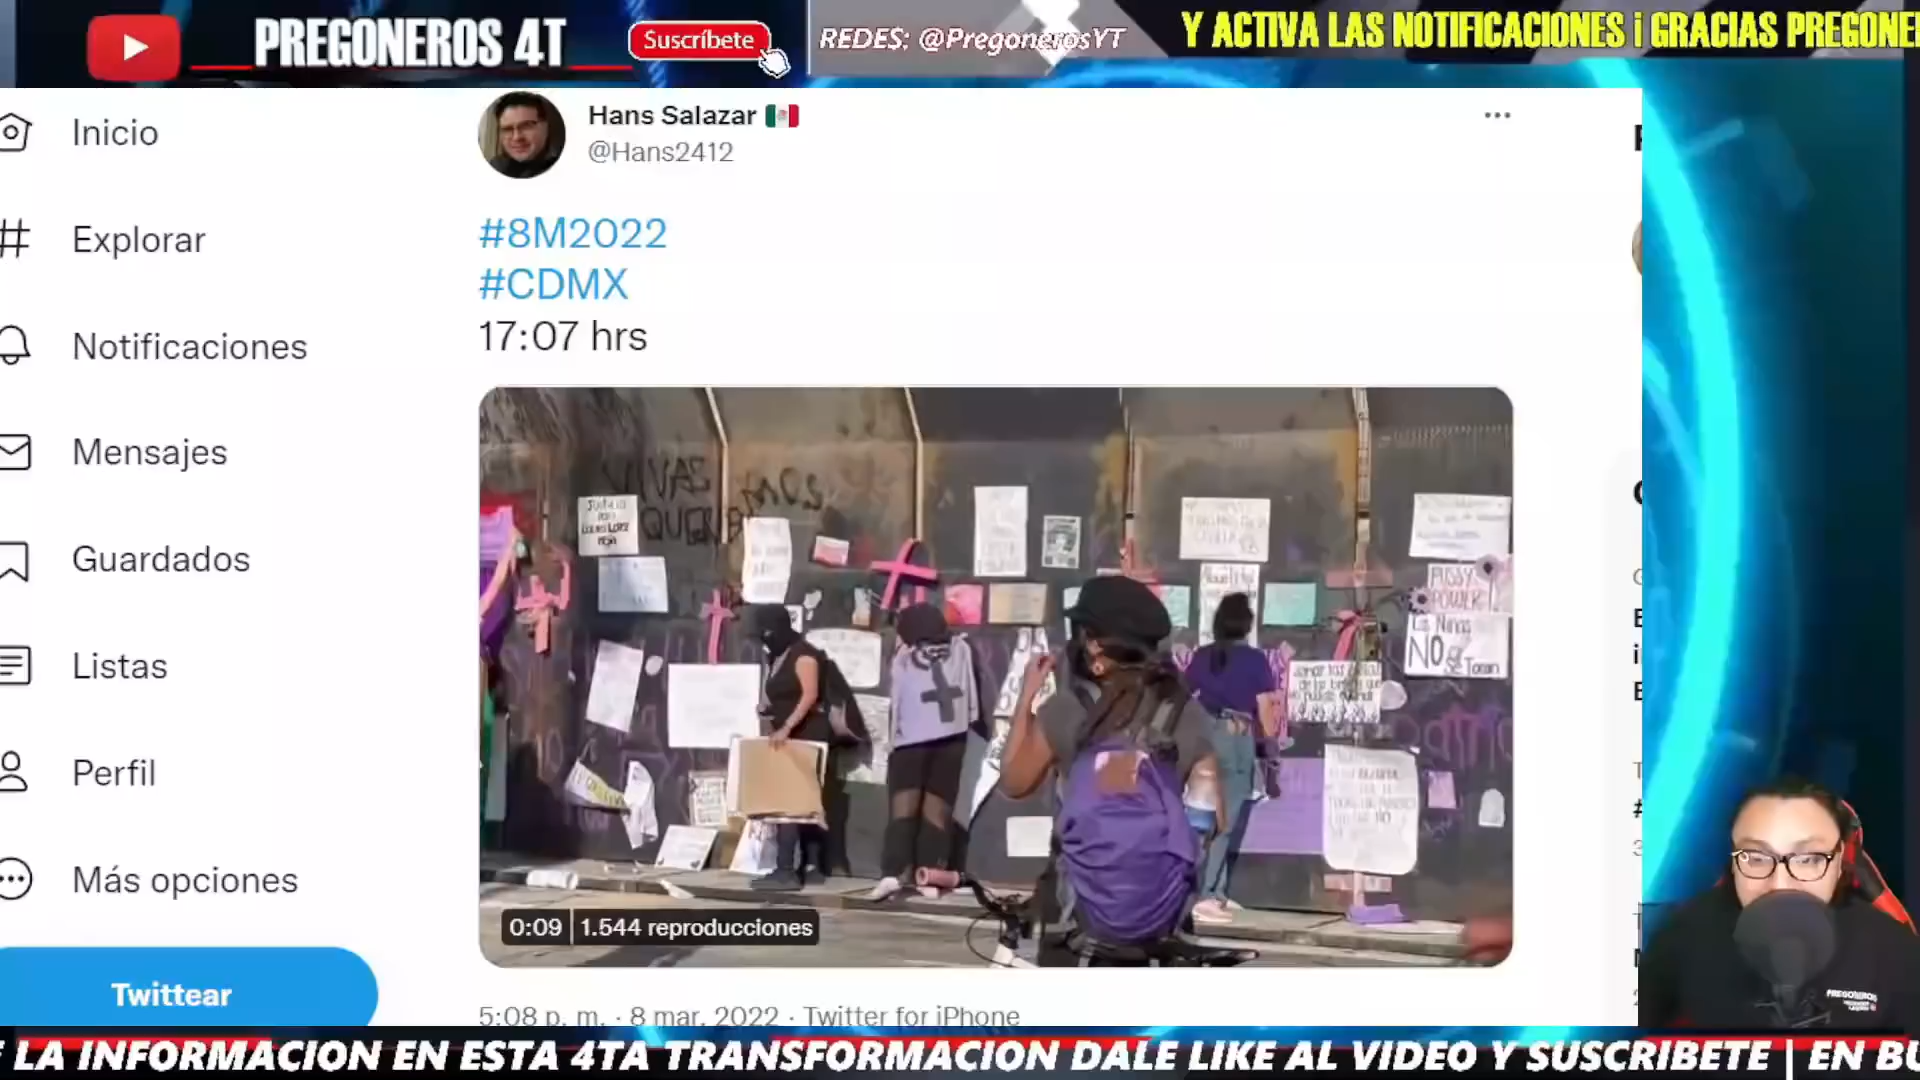 PREGONEROS 4T
Suscríbete
REDES: @PregonerosYT
Y ACTIVA LAS NOTIFICACIONES ¡ GRACIAS PREGONE
Inicio
Explorar
Notificaciones
Mensajes
Guardados
Listas
Perfil
Más opciones
Twittear
Hans Salazar
@Hans2412
#8M2022
#CDMX
17:07 hrs
VIVAS
PUSSY
POWER
Las Niñas
NO
se Tocan
0:09
1.544 reproducciones
5:08 p. m. · 8 mar. 2022 · Twitter for iPhone
PREGONEROS
LA INFORMACION EN ESTA 4TA TRANSFORMACION DALE LIKE AL VIDEO Y SUSCRIBETE | EN BU